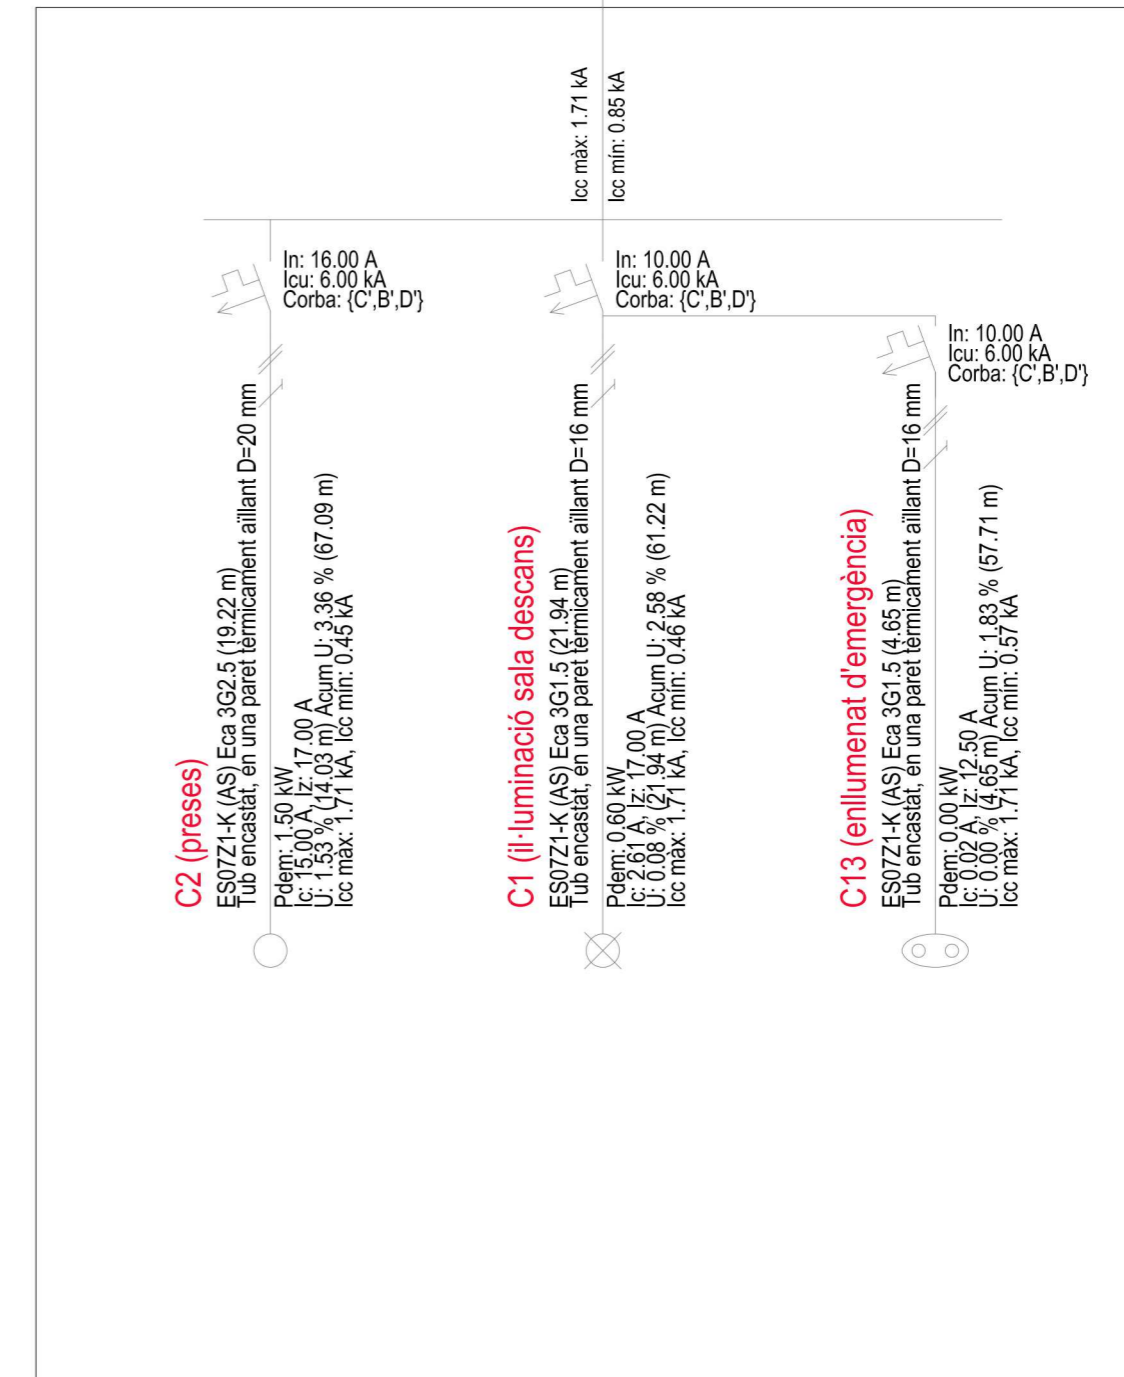 Icc màx: 1.71 kA
Icc mín: 0.85 kA
In: 16.00 A
Icu: 6.00 kA
Corba: {C',B',D'}
C2 (preses)
ES07Z1-K (AS) Eca 3G2.5 (19.22 m)
Tub encastat, en una paret tèrmicament aïllant D=20 mm
Pdem: 1.50 kW
Ic: 15.00 A, Iz: 17.00 A
U: 1.53 % (14.03 m) Acum U: 3.36 % (67.09 m)
Icc màx: 1.71 kA, Icc mín: 0.45 kA
In: 10.00 A
Icu: 6.00 kA
Corba: {C',B',D'}
C1 (il·luminació sala descans)
ES07Z1-K (AS) Eca 3G1.5 (21.94 m)
Tub encastat, en una paret tèrmicament aïllant D=16 mm
Pdem: 0.60 kW
Ic: 2.61 A, Iz: 17.00 A
U: 0.08 % (21.94 m) Acum U: 2.58 % (61.22 m)
Icc màx: 1.71 kA, Icc mín: 0.46 kA
In: 10.00 A
Icu: 6.00 kA
Corba: {C',B',D'}
C13 (enllumenat d'emergència)
ES07Z1-K (AS) Eca 3G1.5 (4.65 m)
Tub encastat, en una paret tèrmicament aïllant D=16 mm
Pdem: 0.00 kW
Ic: 0.02 A, Iz: 12.50 A
U: 0.00 % (4.65 m) Acum U: 1.83 % (57.71 m)
Icc màx: 1.71 kA, Icc mín: 0.57 kA